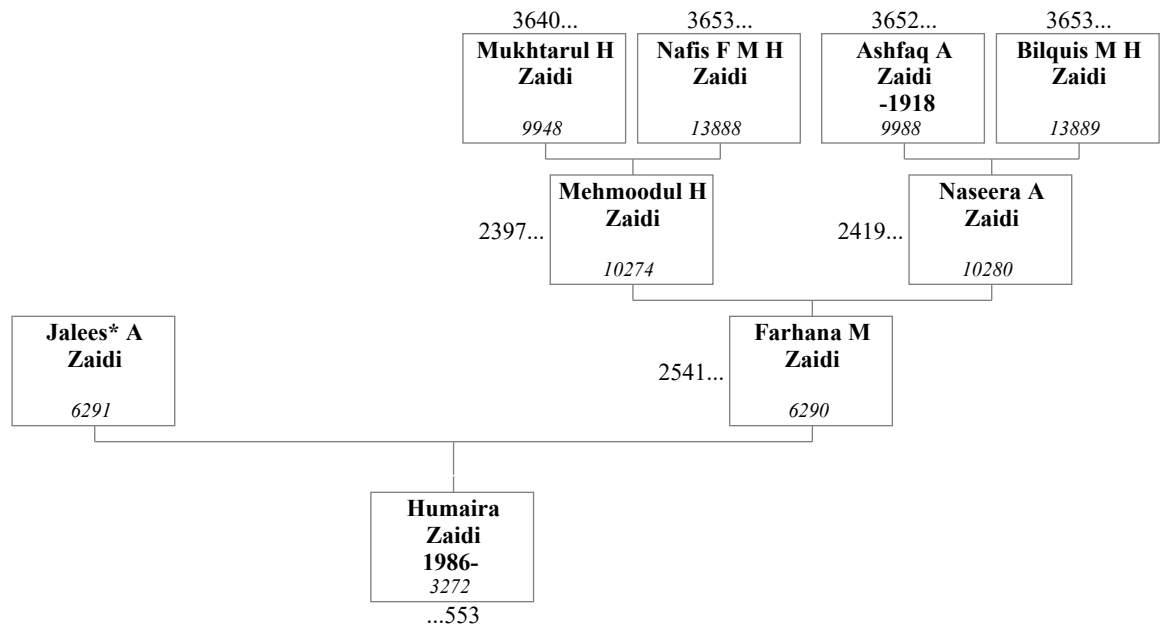 3640...
3653...
3652...
3653...
Mukhtarul H
Zaidi
9948
Nafis F M H
Zaidi
13888
Ashfaq A
Zaidi
-1918
9988
Bilquis M H
Zaidi
13889
Mehmoodul H
Zaidi
2397...
10274
Naseera A
Zaidi
2419...
10280
Jalees* A
Zaidi
6291
Farhana M
Zaidi
2541...
6290
Humaira
Zaidi
1986-
3272
...553